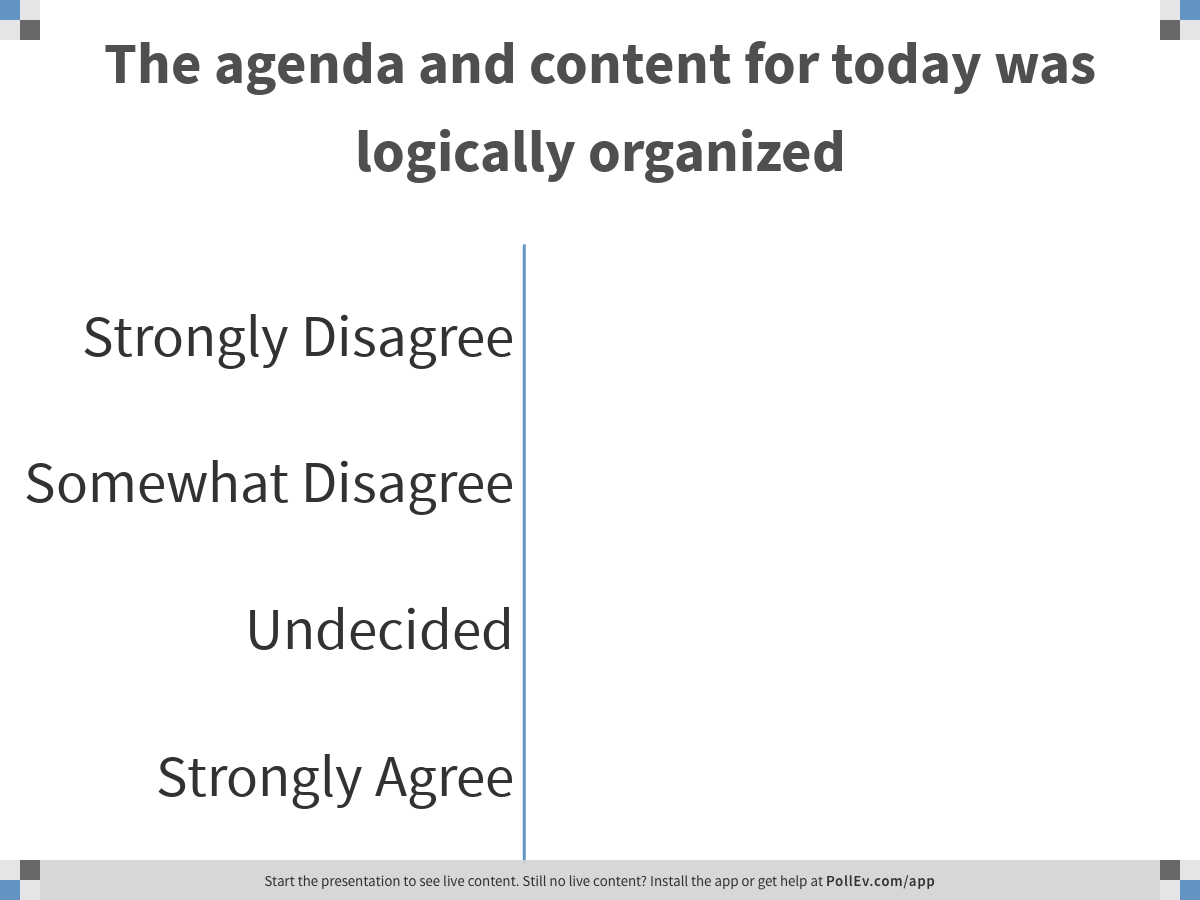 The agenda and content for today was
logically organized
Strongly Disagree
Somewhat Disagree
Undecided
Strongly Agree
Start the presentation to see live content. Still no live content? Install the app or get help at PollEv.com/app